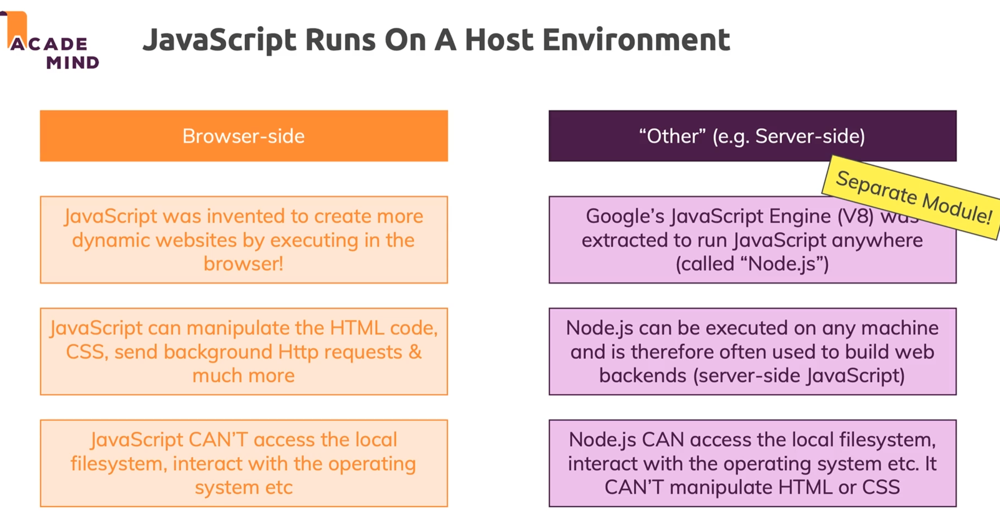 ACADE
MIND
JavaScript Runs On A Host Environment
Browser-side
JavaScript was invented to create more
dynamic websites by executing in the
browser!
JavaScript can manipulate the HTML code,
CSS, send background Http requests &
much more
JavaScript CAN’T access the local
filesystem, interact with the operating
system etc
“Other” (e.g. Server-side)
Separate Module!
Google’s JavaScript Engine (V8) was
extracted to run JavaScript anywhere
(called “Node.js”)
Node.js can be executed on any machine
and is therefore often used to build web
backends (server-side JavaScript)
Node.js CAN access the local filesystem,
interact with the operating system etc. It
CAN’T manipulate HTML or CSS